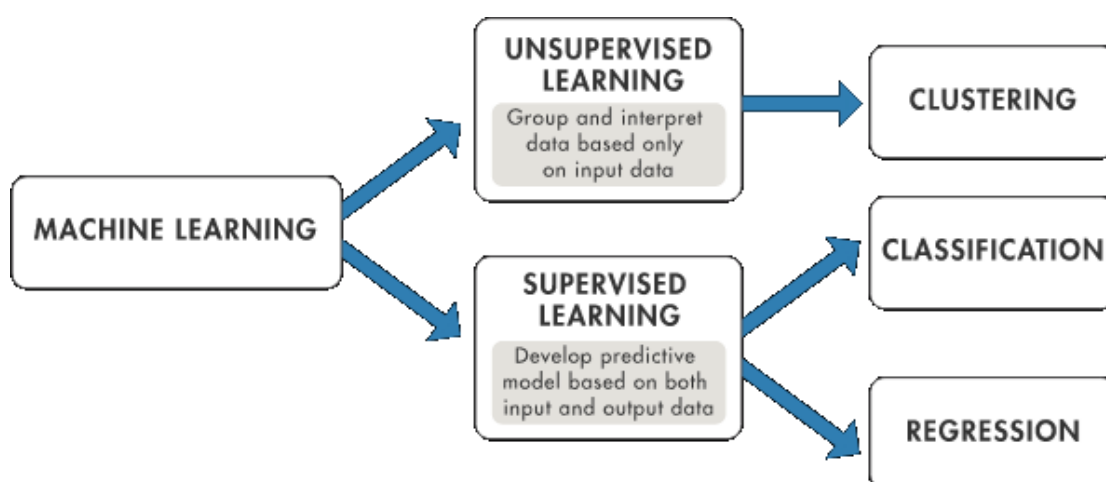 MACHINE LEARNING
UNSUPERVISED
LEARNING
Group and interpret
data based only
on input data
CLUSTERING
SUPERVISED
LEARNING
Develop predictive
model based on both
input and output data
CLASSIFICATION
REGRESSION